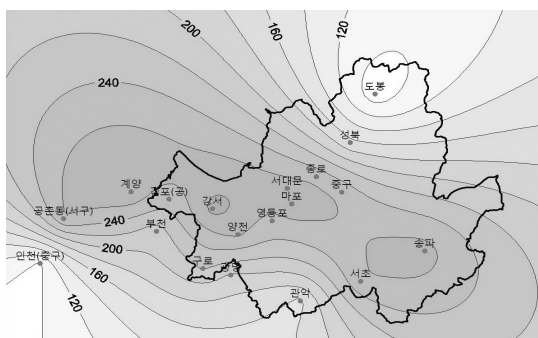 200
160
120
240
도봉
성북
종로
서대문
계양
중구
김포(공)
마포
강서
공촌동(서구)
영등포
240
부천
양천
200
송파
인천(중구)
구로
서초
160
관악
120